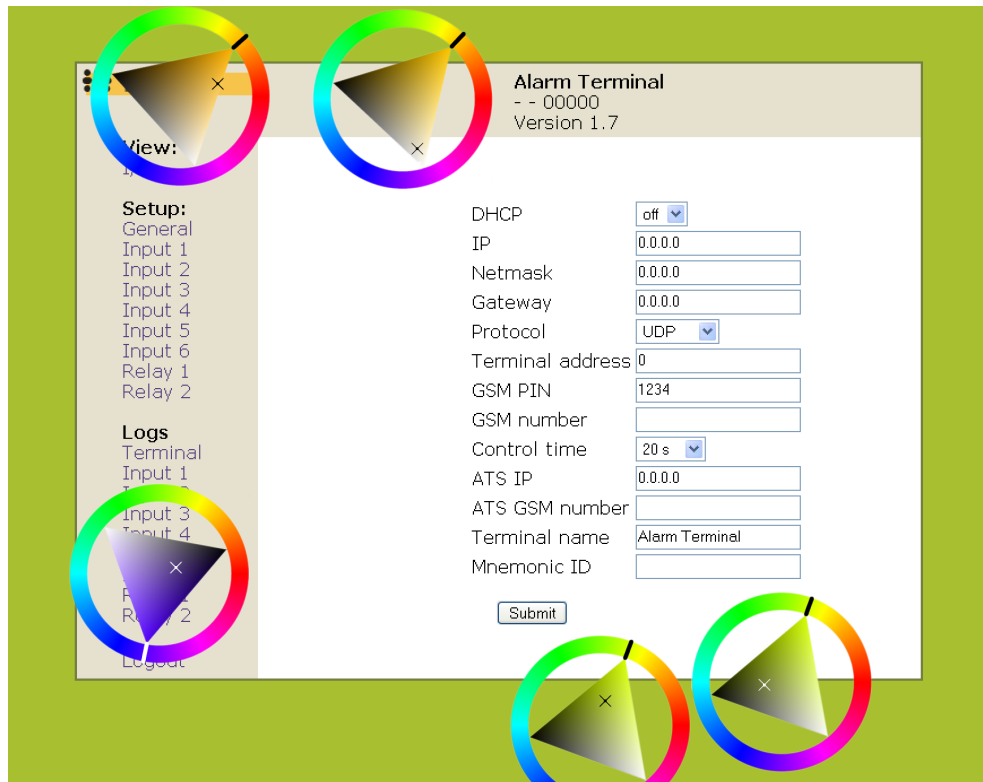 Alarm Terminal
- - 00000
Version 1.7
View:
Setup:
General
Input 1
Input 2
Input 3
Input 4
Input 5
Input 6
Relay 1
Relay 2
Logs
Terminal
Input 1
Input 3
Input 4
2
Logout
DHCP off
IP 0.0.0.0
Netmask 0.0.0.0
Gateway 0.0.0.0
Protocol UDP
Terminal address 0
GSM PIN 1234
GSM number
Control time 20 s
ATS IP 0.0.0.0
ATS GSM number
Terminal name Alarm Terminal
Mnemonic ID
Submit